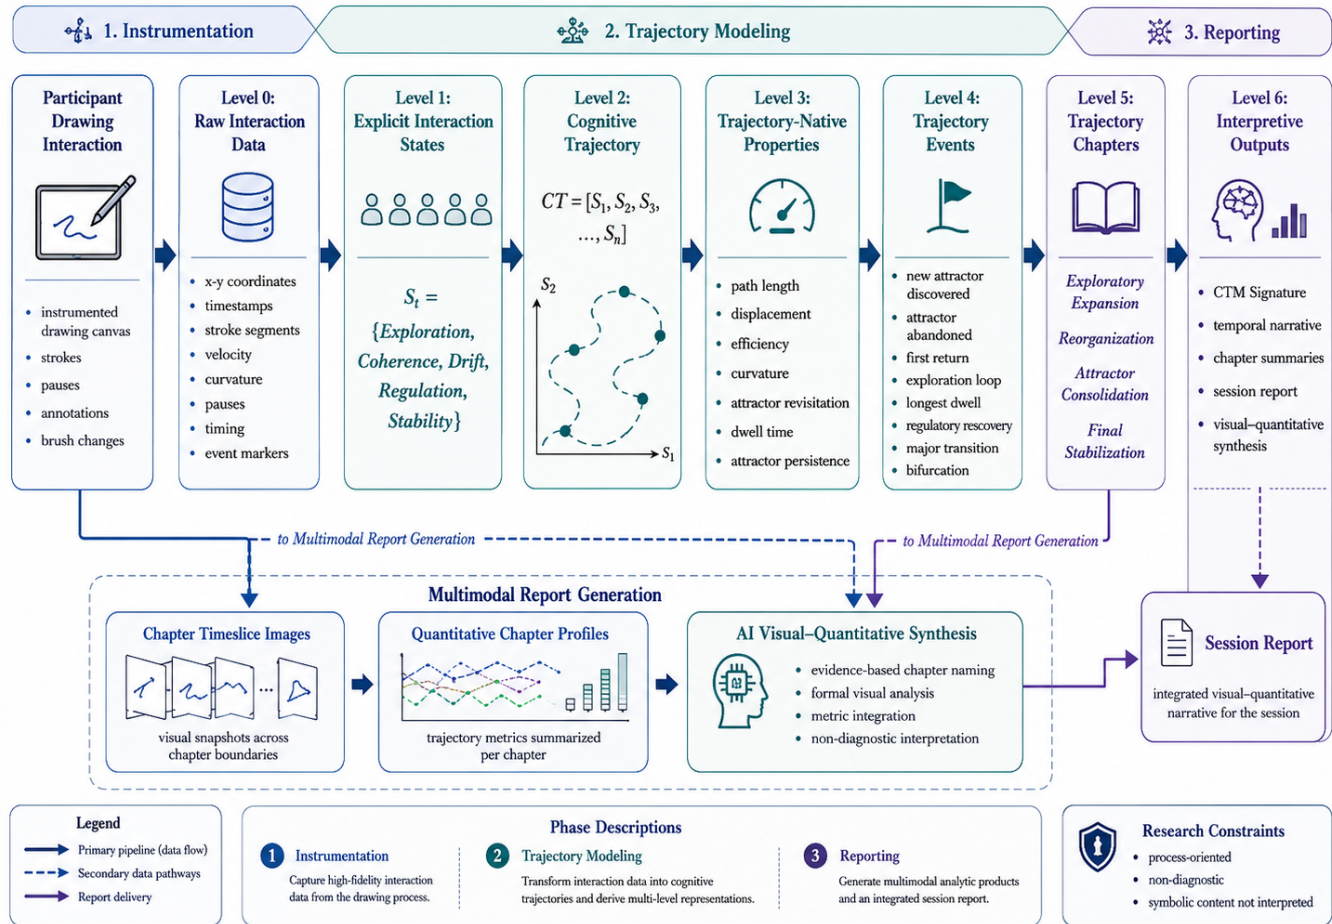 1. Instrumentation
2. Trajectory Modeling
3. Reporting
Participant
Drawing
Interaction
• instrumented
drawing canvas
• strokes
• pauses
• annotations
• brush changes
Level 0:
Raw Interaction
Data
• x-y coordinates
• timestamps
• stroke segments
• velocity
• curvature
• pauses
• timing
• event markers
Level 1:
Explicit Interaction
States
S_t =
{Exploration,
Coherence, Drift,
Regulation,
Stability}
Level 2:
Cognitive
Trajectory
CT = [S_1, S_2, S_3,
..., S_n]
S_2
S_1
Level 3:
Trajectory-Native
Properties
• path length
• displacement
• efficiency
• curvature
• attractor revisitation
• dwell time
• attractor persistence
Level 4:
Trajectory
Events
• new attractor
discovered
• attractor
abandoned
• first return
• exploration loop
• longest dwell
• regulatory recovery
• major transition
• bifurcation
Level 5:
Trajectory
Chapters
Exploratory
Expansion
Reorganization
Attractor
Consolidation
Final
Stabilization
Level 6:
Interpretive
Outputs
• CTM Signature
• temporal narrative
• chapter summaries
• session report
• visual–quantitative
synthesis
to Multimodal Report Generation
to Multimodal Report Generation
Multimodal Report Generation
Chapter Timeslice Images
...
visual snapshots across
chapter boundaries
Quantitative Chapter Profiles
trajectory metrics summarized
per chapter
AI Visual–Quantitative Synthesis
• evidence-based chapter naming
• formal visual analysis
• metric integration
• non-diagnostic interpretation
Session Report
integrated visual–quantitative
narrative for the session
Legend
Primary pipeline (data flow)
Secondary data pathways
Report delivery
Phase Descriptions
1 Instrumentation
Capture high-fidelity interaction
data from the drawing process.
2 Trajectory Modeling
Transform interaction data into cognitive
trajectories and derive multi-level representations.
3 Reporting
Generate multimodal analytic products
and an integrated session report.
Research Constraints
• process-oriented
• non-diagnostic
• symbolic content not interpreted